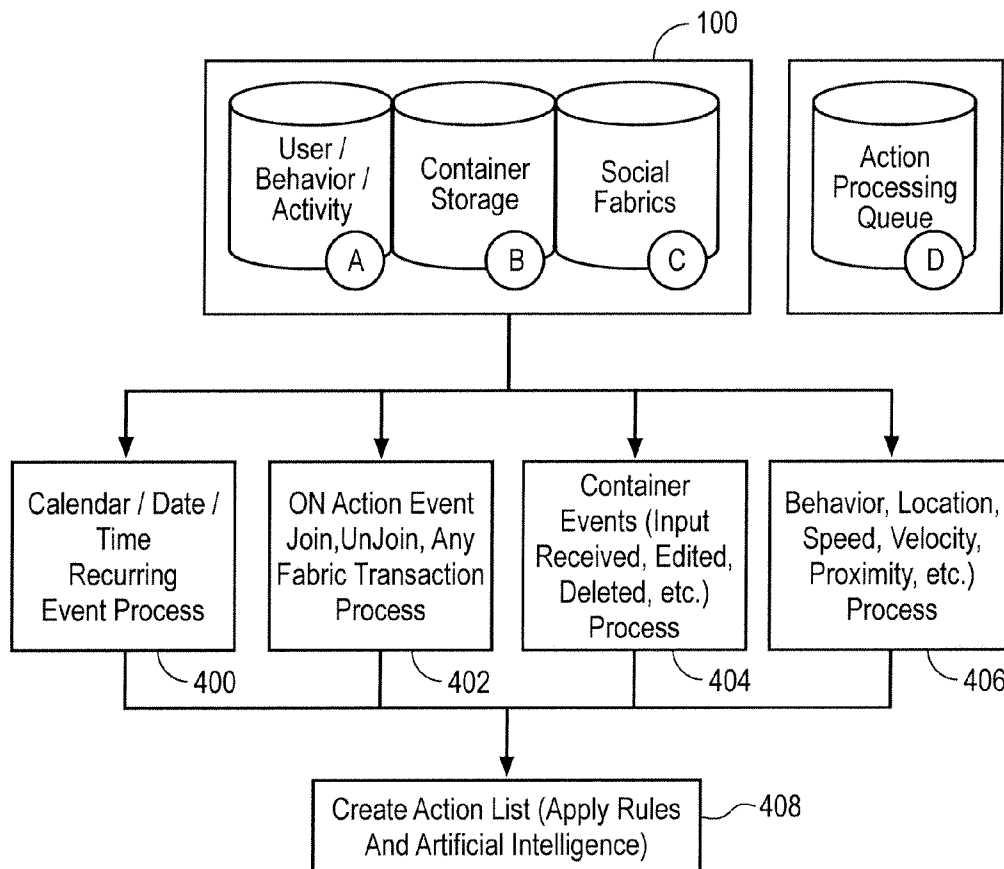 100
User /
Behavior /
Activity
A
Container
Storage
B
Social
Fabrics
C
Action
Processing
Queue
D
Calendar / Date /
Time
Recurring
Event Process
400
ON Action Event
Join,UnJoin, Any
Fabric Transaction
Process
402
Container
Events (Input
Received, Edited,
Deleted, etc.)
Process
404
Behavior, Location,
Speed, Velocity,
Proximity, etc.)
Process
406
Create Action List (Apply Rules
And Artificial Intelligence)
408